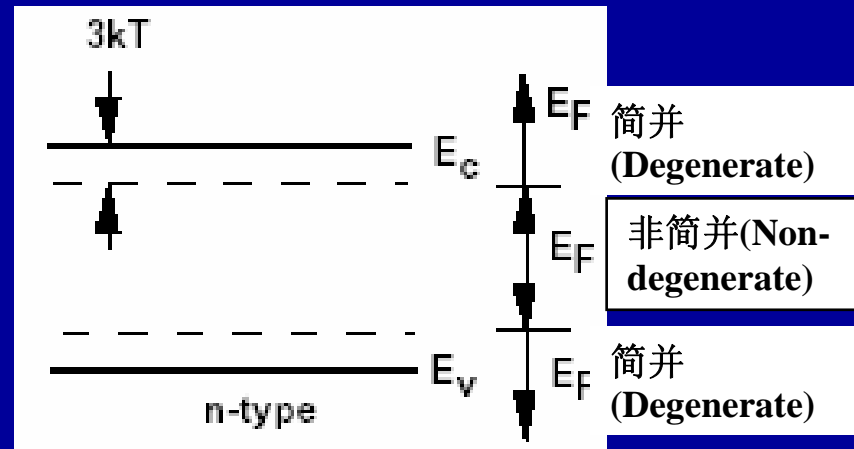 3kT
E_F
简并
(Degenerate)
E_c
非简并(Non-
degenerate)
E_F
E_v
简并
(Degenerate)
E_F
n-type